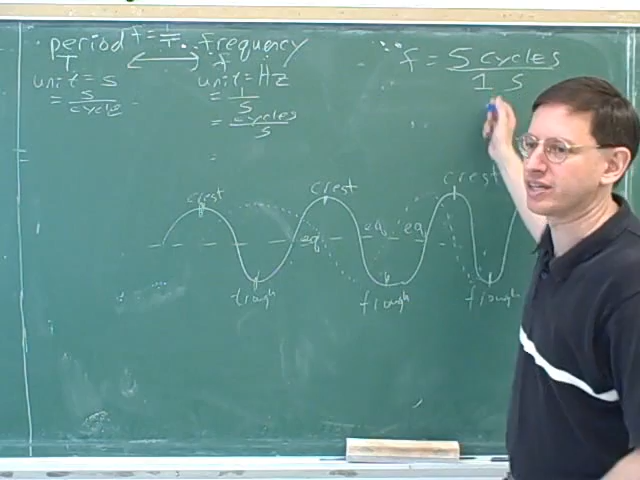 period f = 1/T frequency
T f
unit = s unit = Hz
= s/cycle = 1/s
= cycles/s
=
f = 5 cycles / 1 s
crest crest crest
eq eq eq
trough trough trough